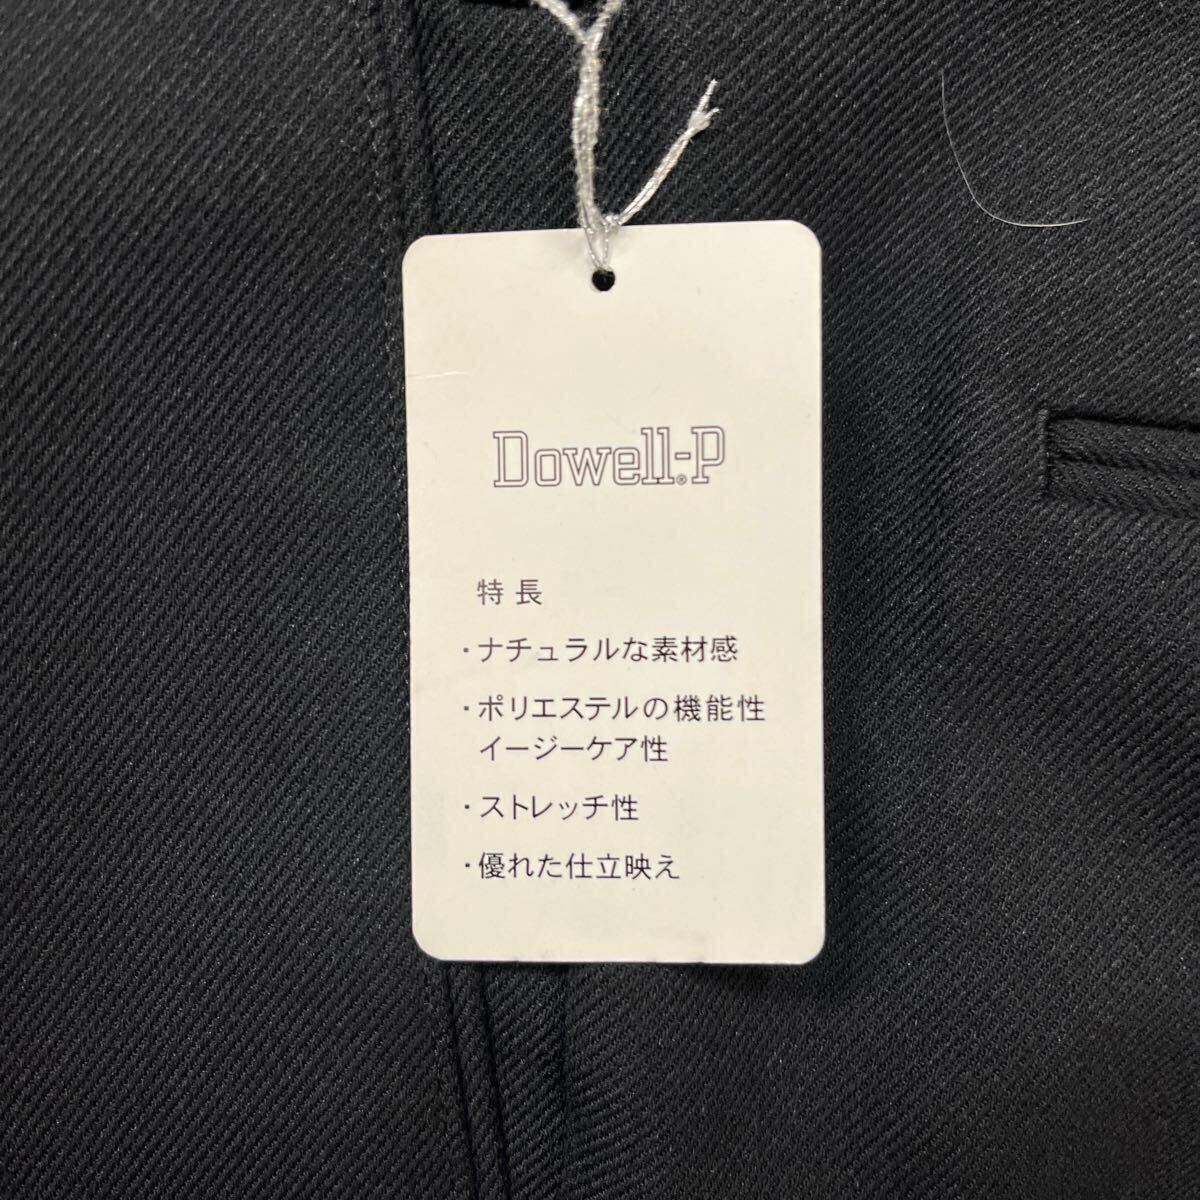 Dowell®-P
特長
・ナチュラルな素材感
・ポリエステルの機能性
イージーケア性
・ストレッチ性
・優れた仕立映え